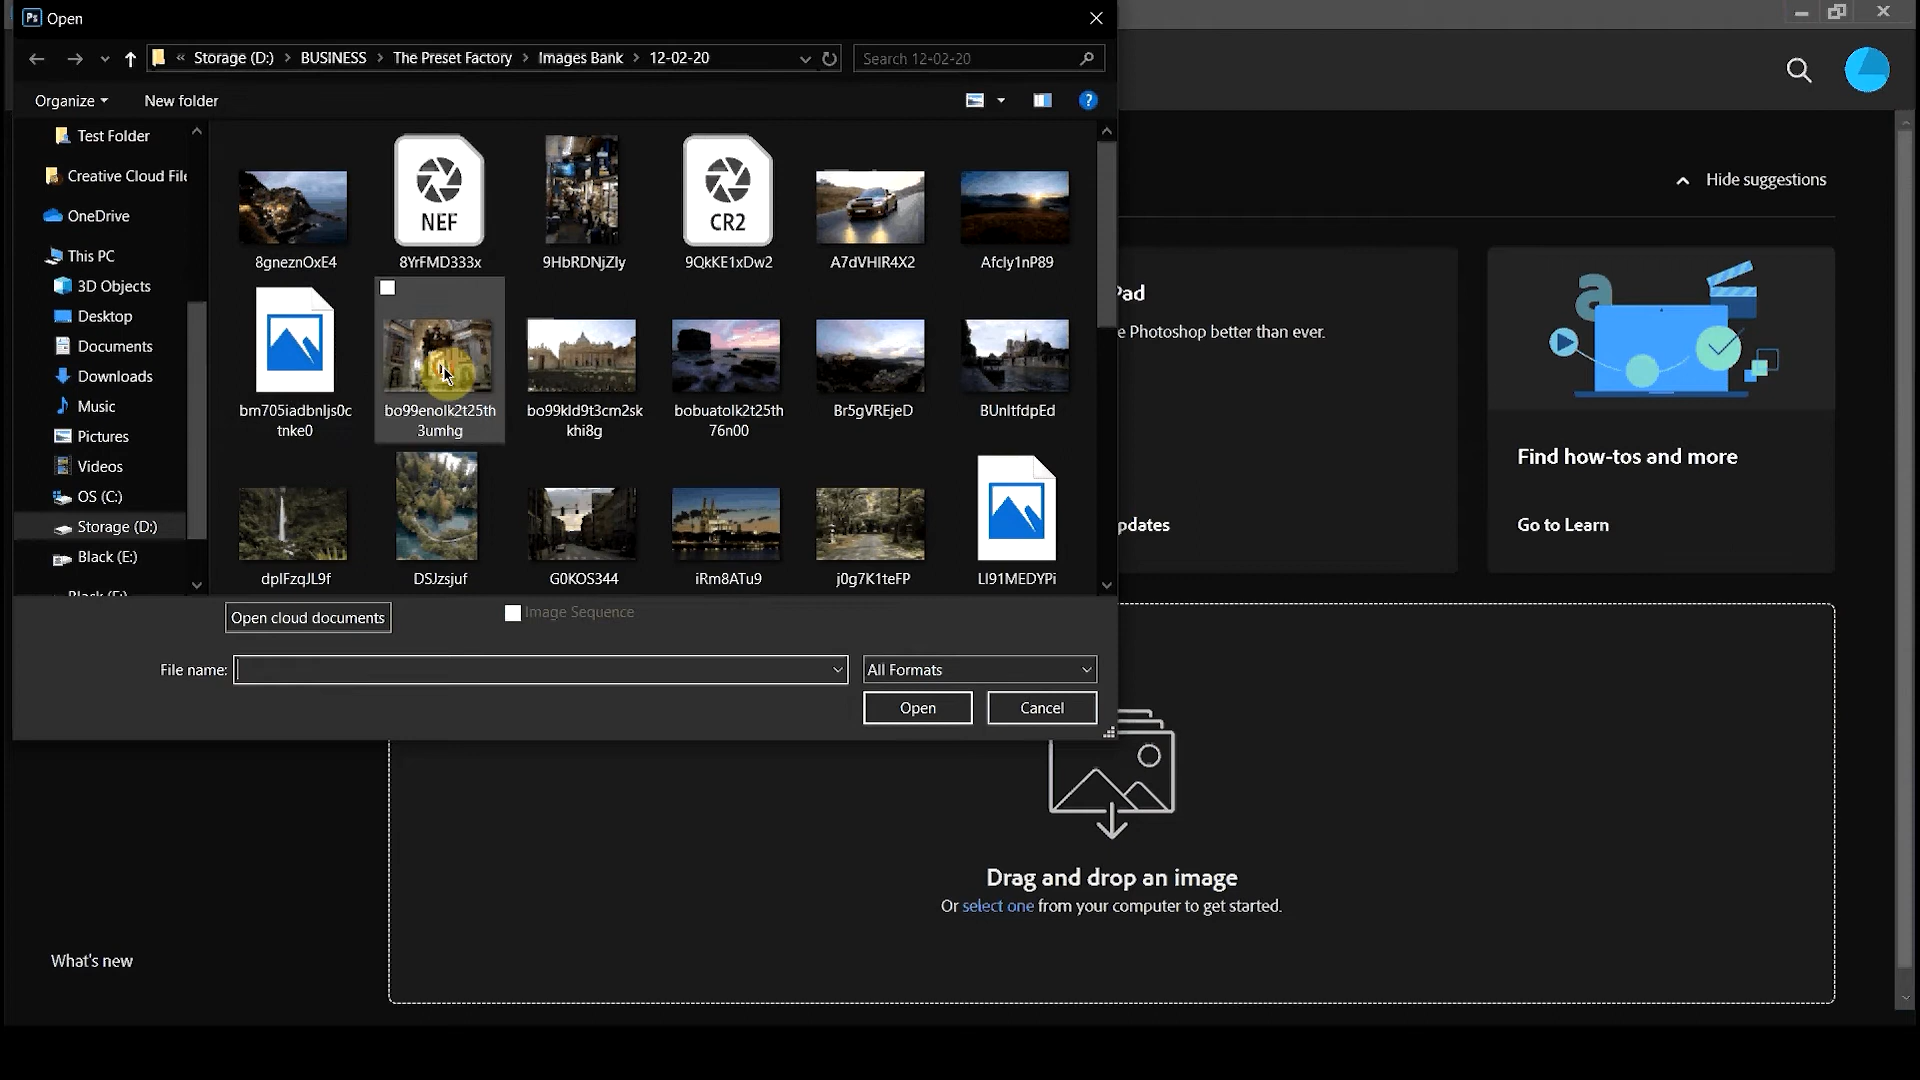 Ps Open
« Storage (D:) > BUSINESS > The Preset Factory > Images Bank > 12-02-20
Search 12-02-20
Organize
New folder
?
Test Folder
Creative Cloud File
OneDrive
This PC
3D Objects
Desktop
Documents
Downloads
Music
Pictures
Videos
OS (C:)
Storage (D:)
Black (E:)
NEF
CR2
8gneznOxE4
8YrFMD333x
9HbRDNjZly
9QkKE1xDw2
A7dVHIR4X2
Afcly1nP89
bm705iadbnljs0c
tnke0
bo99enolk2t25th
3umhg
bo99kld9t3cm2sk
khi8g
bobuatolk2t25th
76n00
Br5gVREjeD
BUnltfdpEd
dplFzqJL9f
DSJzsjuf
G0KOS344
iRm8ATu9
j0g7K1teFP
LI91MEDYPi
Open cloud documents
Image Sequence
File name:
All Formats
Open
Cancel
Hide suggestions
Pad
e Photoshop better than ever.
pdates
Find how-tos and more
Go to Learn
Drag and drop an image
Or select one from your computer to get started.
What's new